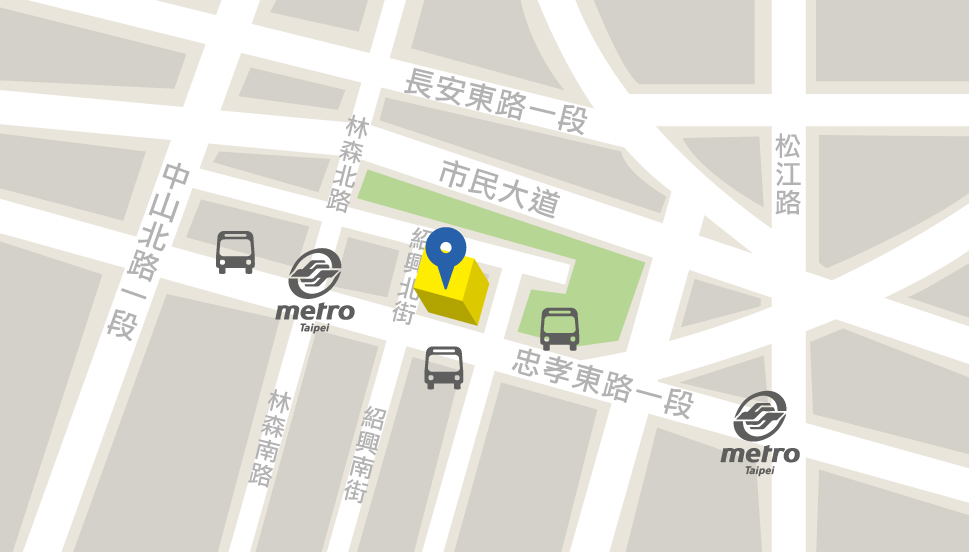 長安東路一段
林森北路
松江路
市民大道
中山北路一段
紹興北街
metro
Taipei
忠孝東路一段
林森南路
紹興南街
metro
Taipei